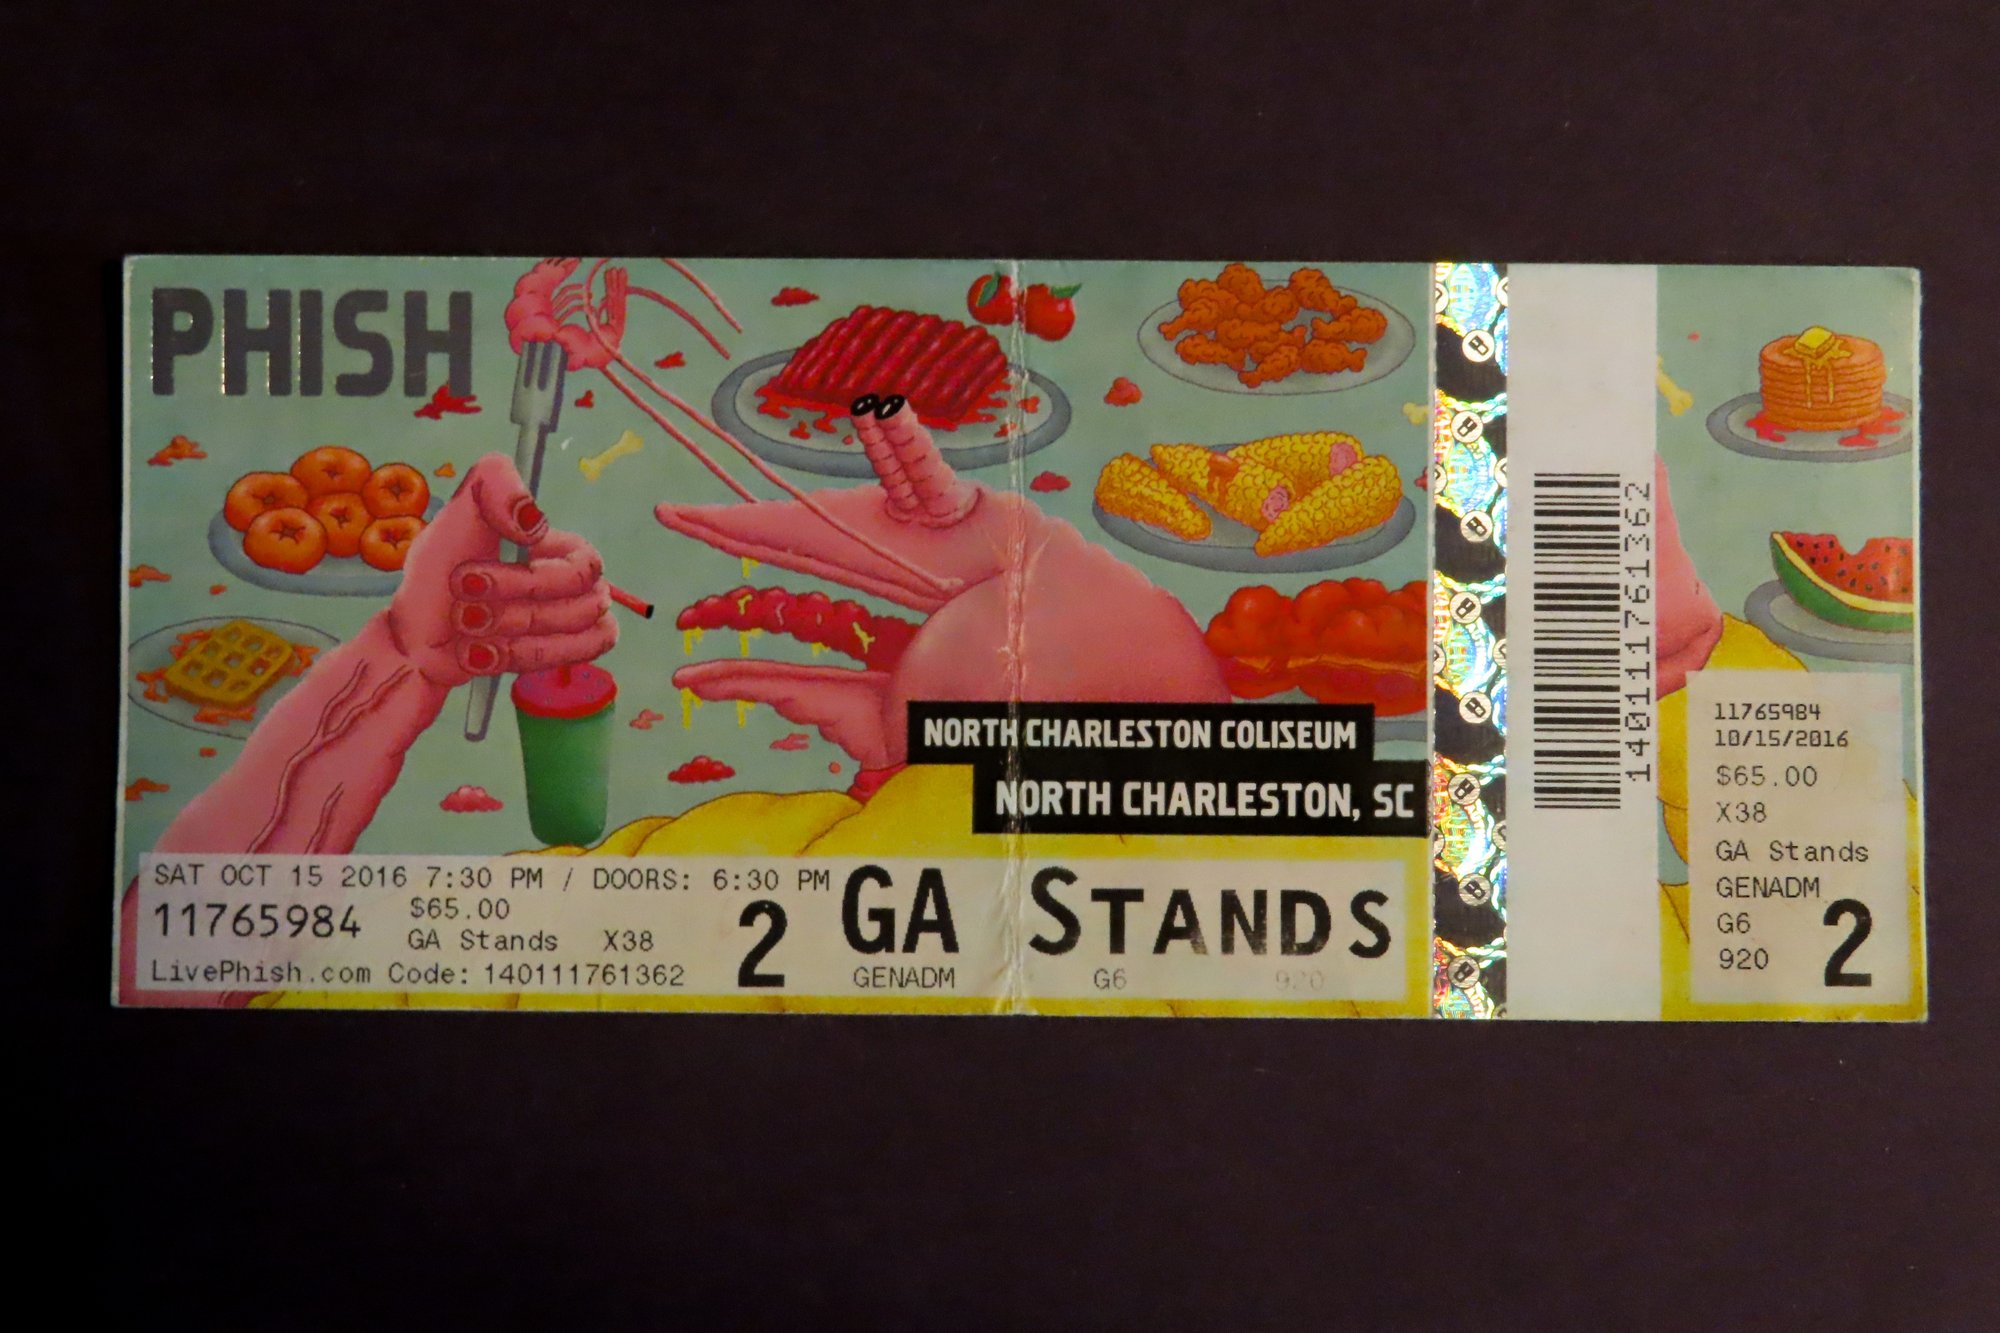 PHISH
NORTH CHARLESTON COLISEUM
NORTH CHARLESTON, SC
SAT OCT 15 2016 7:30 PM / DOORS: 6:30 PM
11765984
$65.00
GA Stands X38
LivePhish.com Code: 140111761362
2
GA STANDS
GENADM G6 920
140111761362
11765984
10/15/2016
$65.00
X38
GA Stands
GENADM
G6
920
2